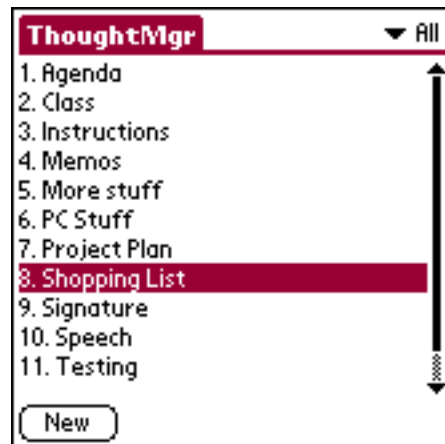 ThoughtMgr
All
1. Agenda
2. Class
3. Instructions
4. Memos
5. More stuff
6. PC Stuff
7. Project Plan
8. Shopping List
9. Signature
10. Speech
11. Testing
New